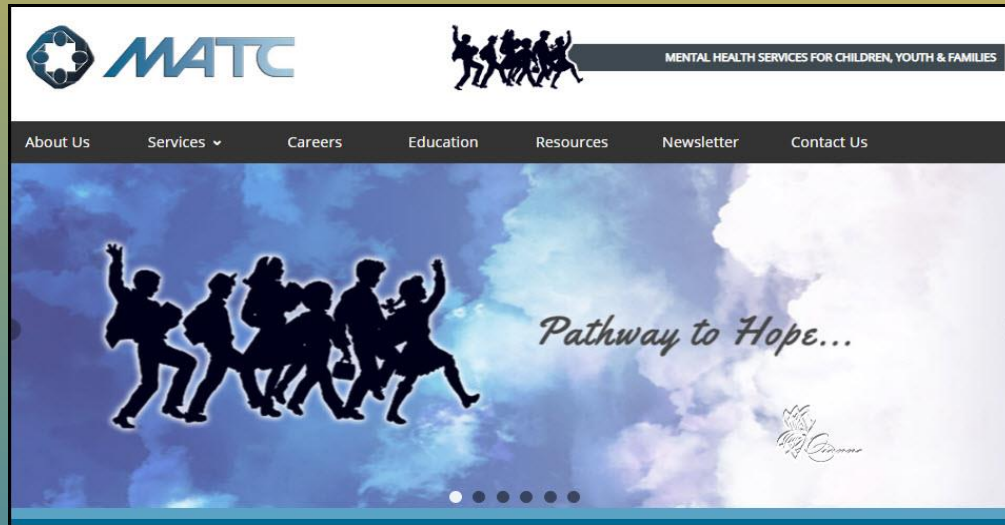 MATC
MENTAL HEALTH SERVICES FOR CHILDREN, YOUTH & FAMILIES
About Us Services Careers Education Resources Newsletter Contact Us
Pathway to Hope...